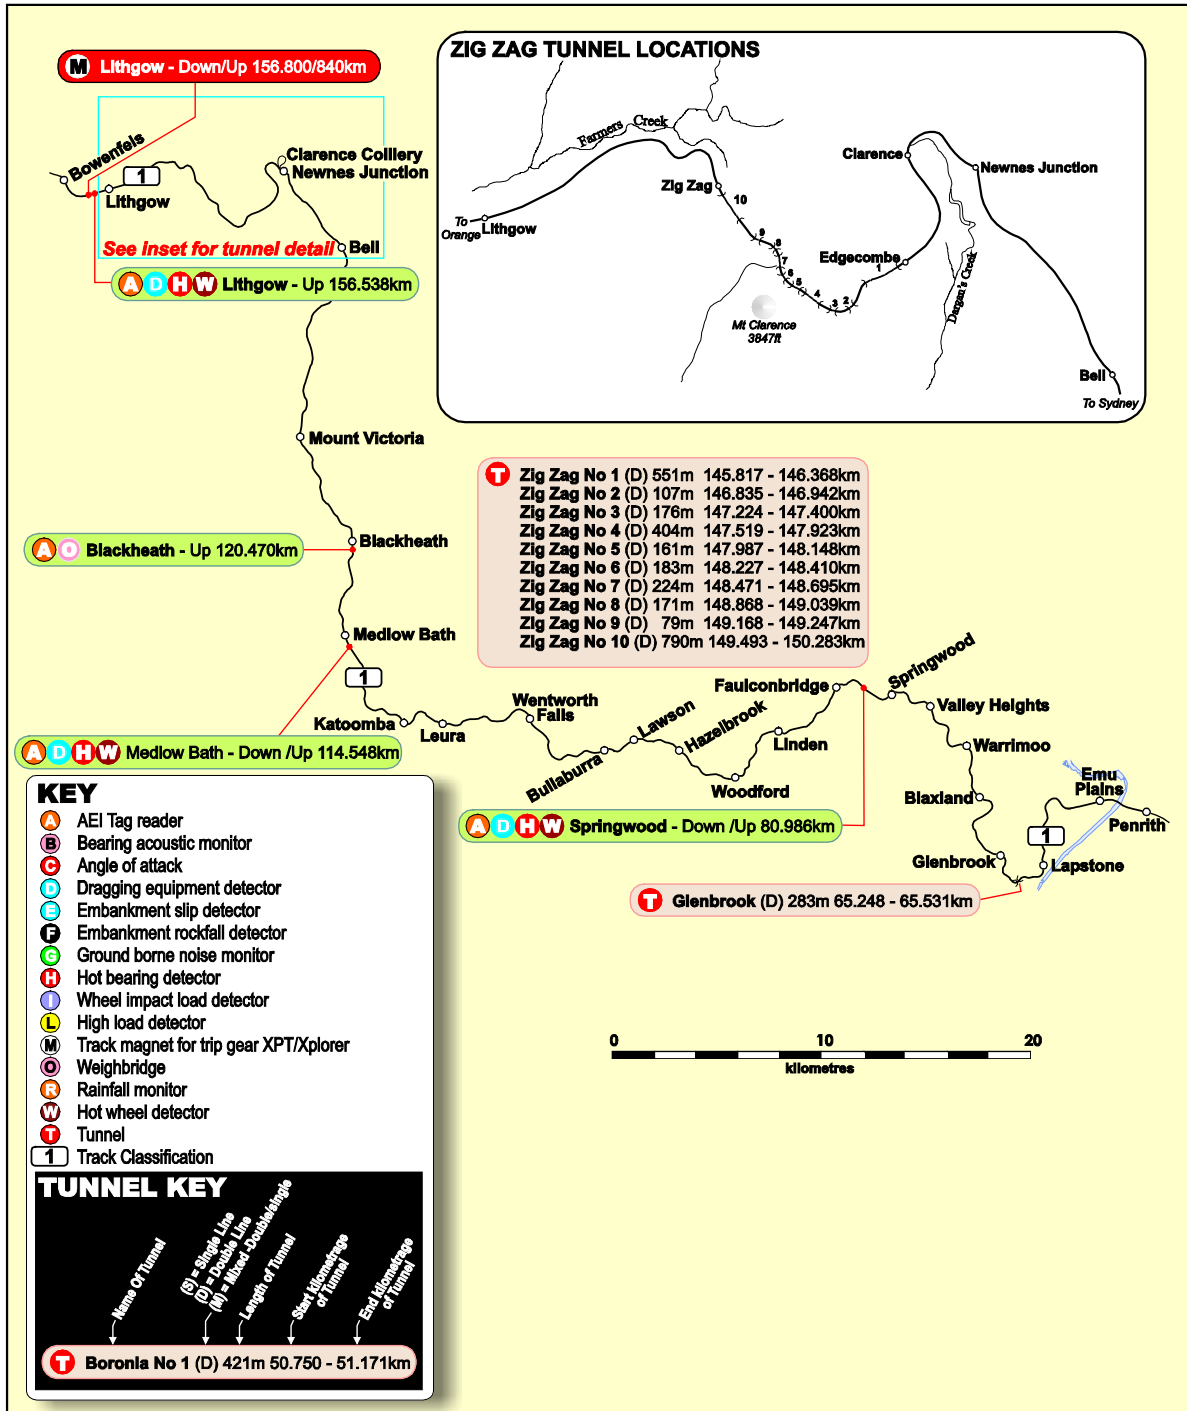 ZIG ZAG TUNNEL LOCATIONS
M Lithgow - Down/Up 156.800/840km
Farmers Creek
Clarence
Newnes Junction
Zig Zag
10
To
Orange
Lithgow
9
8
7
6
5
4
3
2
1
Edgecombe
Dargan's Creek
Mt Clarence
3847ft
Bell
To Sydney
Bowenfels
1
Lithgow
Clarence Colliery
Newnes Junction
See inset for tunnel detail
Bell
A D H W Lithgow - Up 156.538km
Mount Victoria
T Zig Zag No 1 (D) 551m 145.817 - 146.368km
Zig Zag No 2 (D) 107m 146.835 - 146.942km
Zig Zag No 3 (D) 176m 147.224 - 147.400km
Zig Zag No 4 (D) 404m 147.519 - 147.923km
Zig Zag No 5 (D) 161m 147.987 - 148.148km
Zig Zag No 6 (D) 183m 148.227 - 148.410km
Zig Zag No 7 (D) 224m 148.471 - 148.695km
Zig Zag No 8 (D) 171m 148.868 - 149.039km
Zig Zag No 9 (D) 79m 149.168 - 149.247km
Zig Zag No 10 (D) 790m 149.493 - 150.283km
A O Blackheath - Up 120.470km
Blackheath
Medlow Bath
1
Katoomba
Leura
Wentworth
Falls
Bullaburra
Lawson
Hazelbrook
Woodford
Linden
Faulconbridge
Springwood
Valley Heights
Warrimoo
Blaxland
Glenbrook
1
Lapstone
Emu
Plains
Penrith
A D H W Medlow Bath - Down /Up 114.548km
A D H W Springwood - Down /Up 80.986km
T Glenbrook (D) 283m 65.248 - 65.531km
0 10 20
kilometres
KEY
A AEI Tag reader
B Bearing acoustic monitor
C Angle of attack
D Dragging equipment detector
E Embankment slip detector
F Embankment rockfall detector
G Ground borne noise monitor
H Hot bearing detector
I Wheel impact load detector
L High load detector
M Track magnet for trip gear XPT/Xplorer
O Weighbridge
R Rainfall monitor
W Hot wheel detector
T Tunnel
1 Track Classification
TUNNEL KEY
Name Of Tunnel
(S) = Single Line
(D) = Double Line
(M) = Mixed -Double/single
Length of Tunnel
Start kilometrage
of Tunnel
End kilometrage
of Tunnel
T Boronia No 1 (D) 421m 50.750 - 51.171km